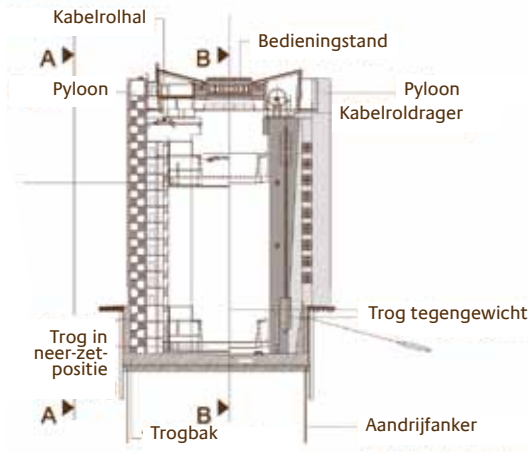 Kabelrolhal
A B Bedieningstand
Pyloon Pyloon
Kabelroldrager
Trog tegengewicht
Trog in
neer-zet-
positie
A B
Trogbak Aandrijfanker